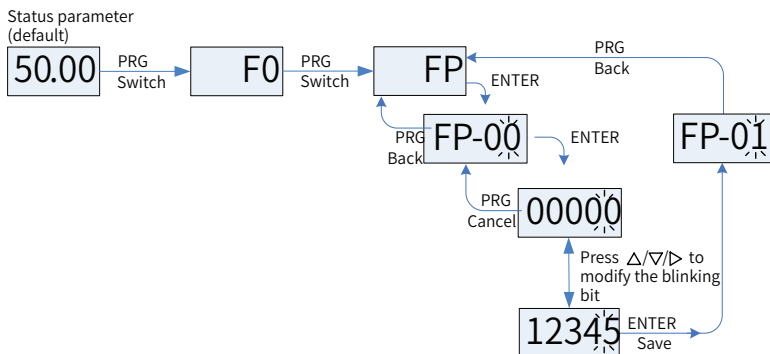 Status parameter
(default)
50.00
PRG
Switch
F0
PRG
Switch
FP
PRG
Back
ENTER
PRG
Back
FP-00
ENTER
FP-01
PRG
Cancel
00000
Press △/▽/▷ to
modify the blinking
bit
12345
ENTER
Save